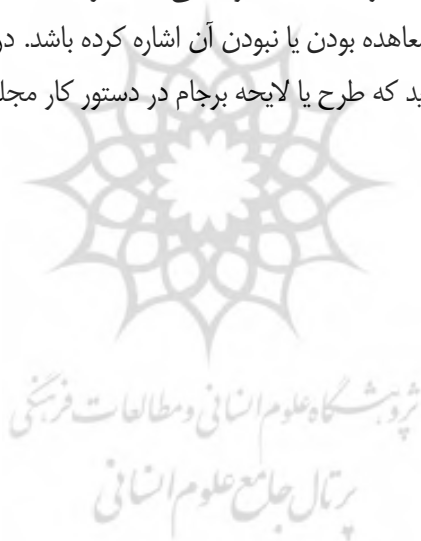 معاهده بودن یا نبودن آن اشاره کرده باشد. در
که طرح یا لایحه برجام در دستور کار
پژوهشگاه علوم انسانی و مطالعات فرهنگی
پرتال جامع علوم انسانی